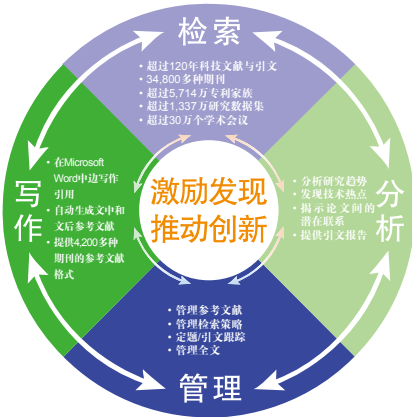 检索
・超过120年科技文献与引文
・34,800多种期刊
・超过5,714万专利家族
・超过1,337万研究数据集
・超过30万个学术会议
写
作
・在Microsoft
Word中边写作
引用
・自动生成文中和
文后参考文献
・提供4,200多种
期刊的参考文献
格式
激励发现
推动创新
・分析研究趋势
・发现技术热点
・揭示论文间的
潜在联系
・提供引文报告
分
析
・管理参考文献
・管理检索策略
・定题/引文跟踪
・管理全文
管理